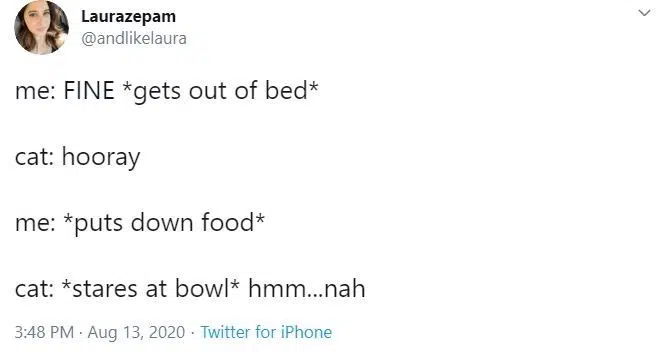 Laurazepam
@andlikelaura
me: FINE *gets out of bed*
cat: hooray
me: *puts down food*
cat: *stares at bowl* hmm...nah
3:48 PM · Aug 13, 2020 · Twitter for iPhone